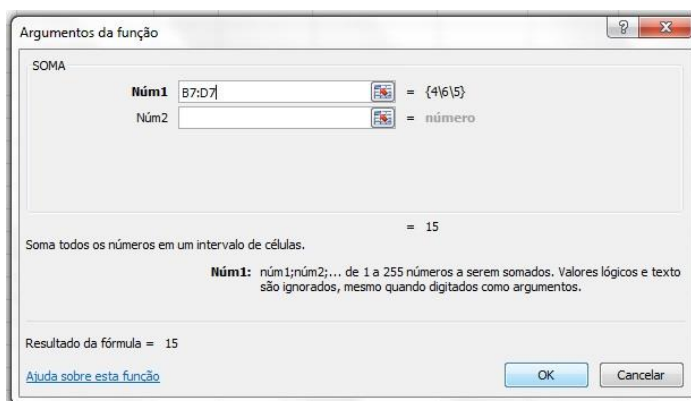 Argumentos da função
SOMA
Núm1 B7:D7 = {4\6\5}
Núm2 = número
= 15
Soma todos os números em um intervalo de células.
Núm1: núm1;núm2;... de 1 a 255 números a serem somados. Valores lógicos e texto
são ignorados, mesmo quando digitados como argumentos.
Resultado da fórmula = 15
Ajuda sobre esta função
OK Cancelar